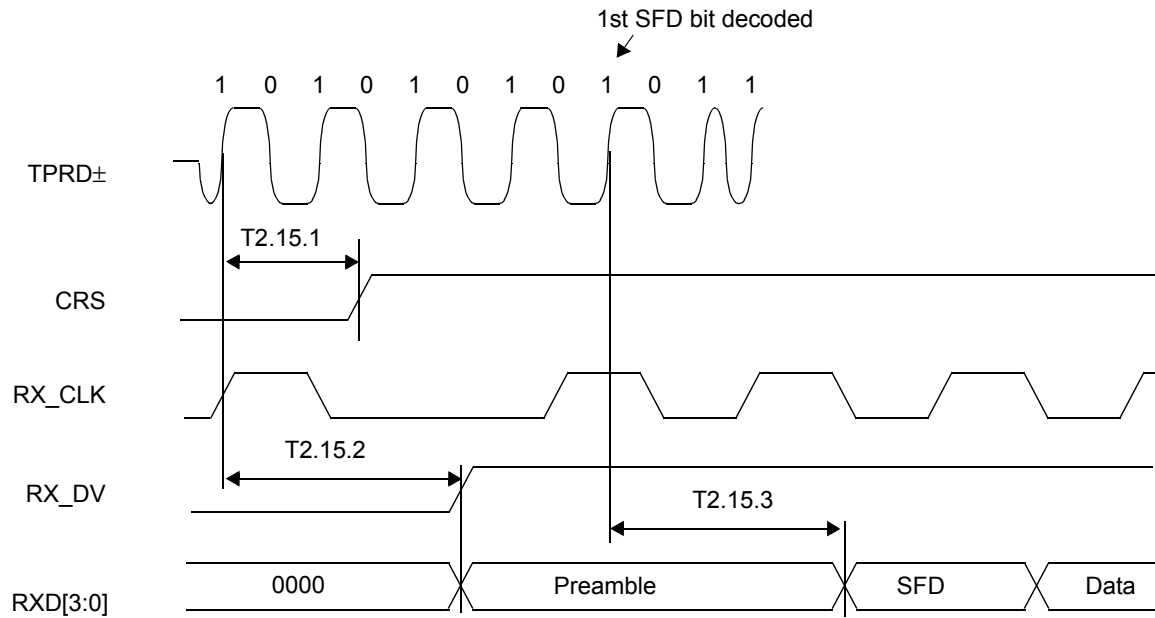 1st SFD bit decoded
1 0 1 0 1 0 1 0 1 0 1 1
TPRD±
T2.15.1
CRS
RX_CLK
T2.15.2
RX_DV
T2.15.3
RXD[3:0]
0000 Preamble SFD Data